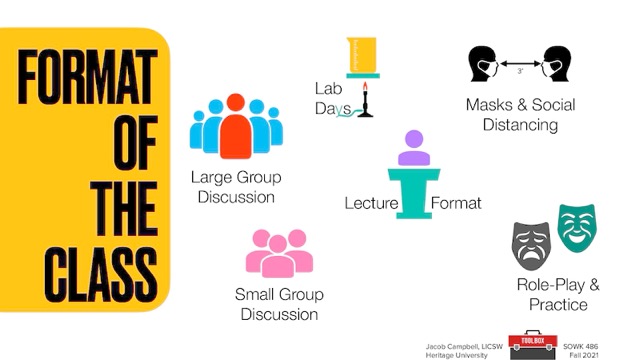 FORMAT
OF
THE
CLASS
Large Group
Discussion
Small Group
Discussion
Lab
Days
Lecture Format
Masks & Social
Distancing
3'
Role-Play &
Practice
Jacob Campbell, LICSW
Heritage University
TOOLBOX
SOWK 486
Fall 2021